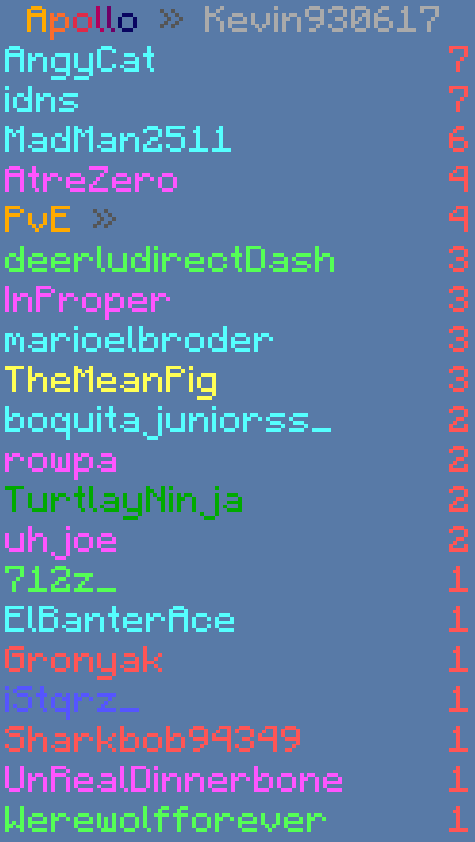 Apollo » Kevin930617
AngyCat 7
idns 7
MadMan2511 6
AtreZero 4
PvE » 4
deerludirectDash 3
InProper 3
marioelbroder 3
TheMeanPig 3
boquitajuniorss_ 2
rowpa 2
TurtlayNinja 2
uhjoe 2
712z_ 1
ElBanterAce 1
Gronyak 1
iStqrz_ 1
Sharkbob94349 1
UnRealDinnerbone 1
Werewolfforever 1